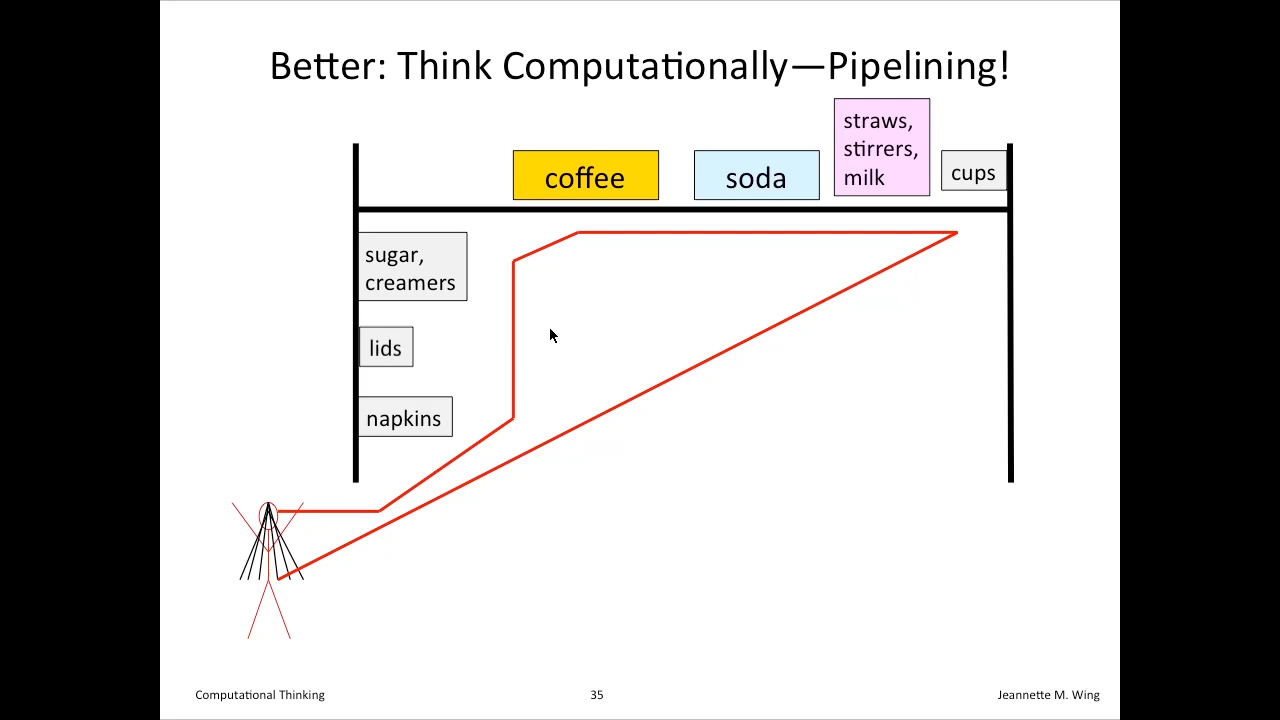 Better: Think Computationally—Pipelining!
straws,
stirrers,
milk
coffee
soda
cups
sugar,
creamers
lids
napkins
Computational Thinking
35
Jeannette M. Wing